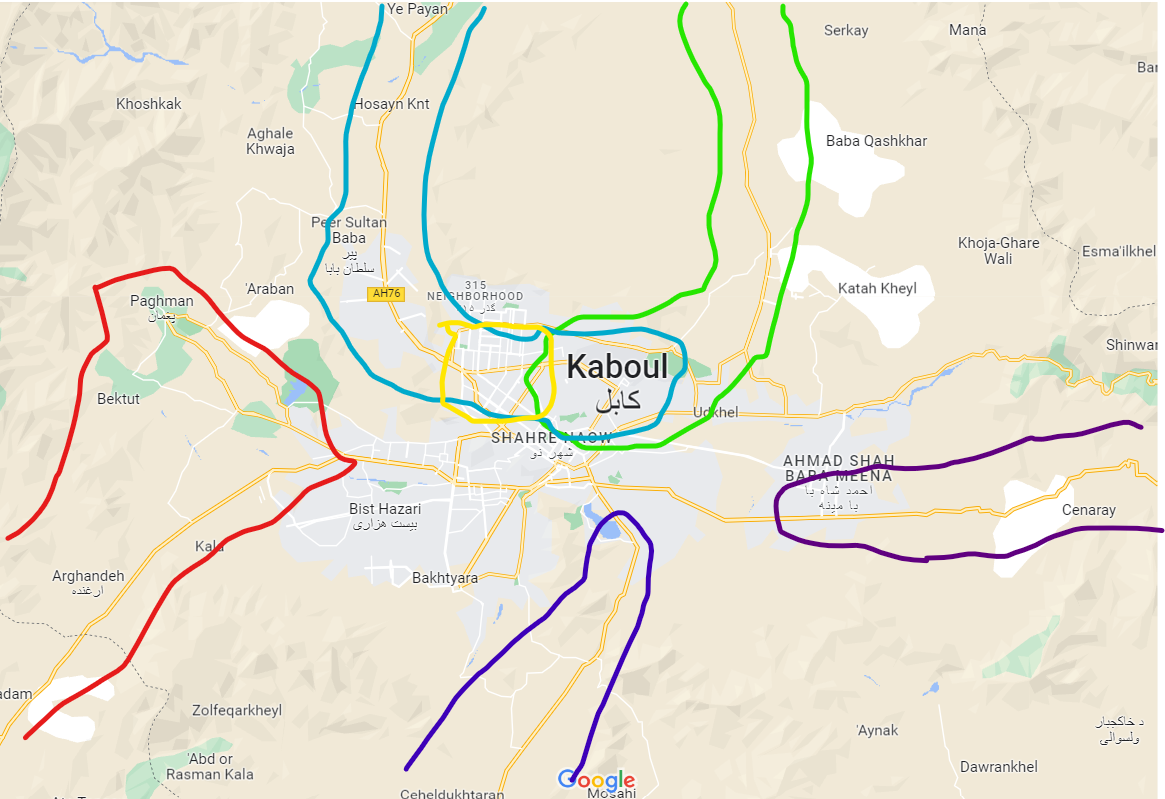 Ye Payan
Serkay
Mana
Khoshkak
Hosayn Knt
Aghale
Khwaja
Baba Qashkhar
Peer Sultan
Baba
پیر
سلطان بابا
Khoja-Ghare
Wali
Esma'ilkhel
'Araban
AH76
315
NEIGHBORHOOD
گذر ۱۵
Katah Kheyl
Paghman
پغمان
Shinwar
Kaboul
کابل
Bektut
Udkhel
SHAHRE NAOW
شهر نو
AHMAD SHAH
BABA MEENA
احمد شاه با
با مینه
Bist Hazari
بیست هزاری
Cenaray
Kala
Arghandeh
ارغنده
Bakhtyara
adam
Zolfeqarkheyl
'Aynak
د خاکجبار
ولسوالی
'Abd or
Rasman Kala
Dawrankhel
Google
Ceheldukhtaran
Mosahi